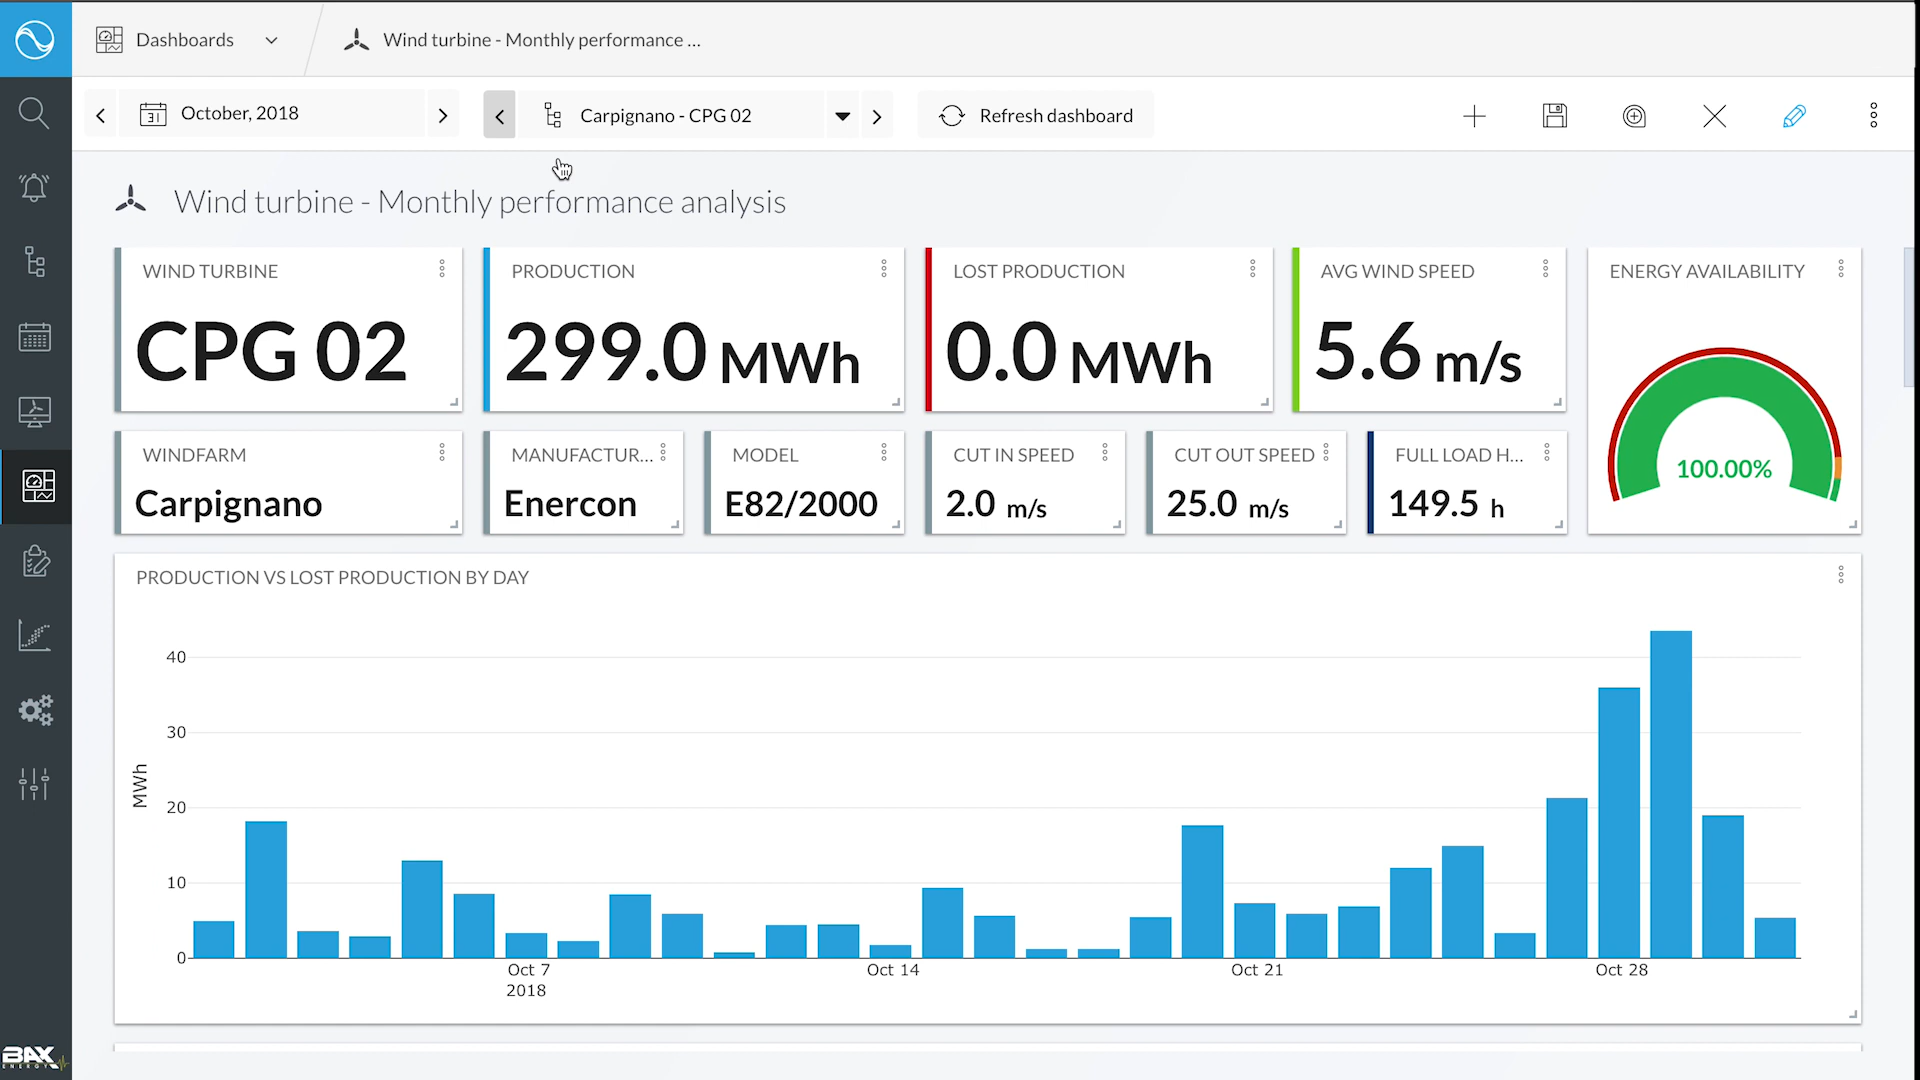 Dashboards
Wind turbine - Monthly performance ...
31 October, 2018
Carpignano - CPG 02
Refresh dashboard
Wind turbine - Monthly performance analysis
WIND TURBINE
CPG 02
PRODUCTION
299.0 MWh
LOST PRODUCTION
0.0 MWh
AVG WIND SPEED
5.6 m/s
ENERGY AVAILABILITY
100.00%
WINDFARM
Carpignano
MANUFACTUR...
Enercon
MODEL
E82/2000
CUT IN SPEED
2.0 m/s
CUT OUT SPEED
25.0 m/s
FULL LOAD H...
149.5 h
PRODUCTION VS LOST PRODUCTION BY DAY
MWh
40
30
20
10
0
Oct 7
2018
Oct 14
Oct 21
Oct 28
BAX
ENERGY